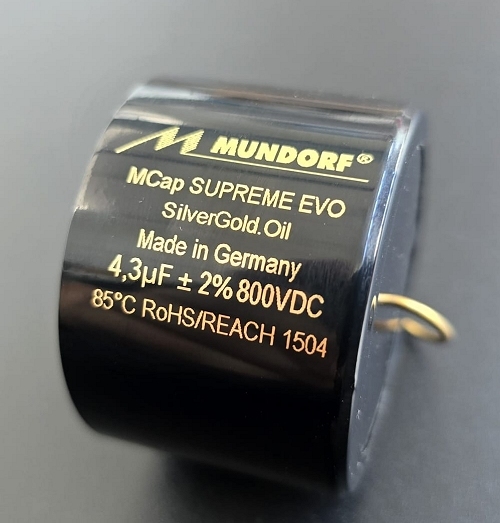 MUNDORF®
MCap SUPREME EVO
SilverGold.Oil
Made in Germany
4,3µF ± 2% 800VDC
85°C RoHS/REACH 1504